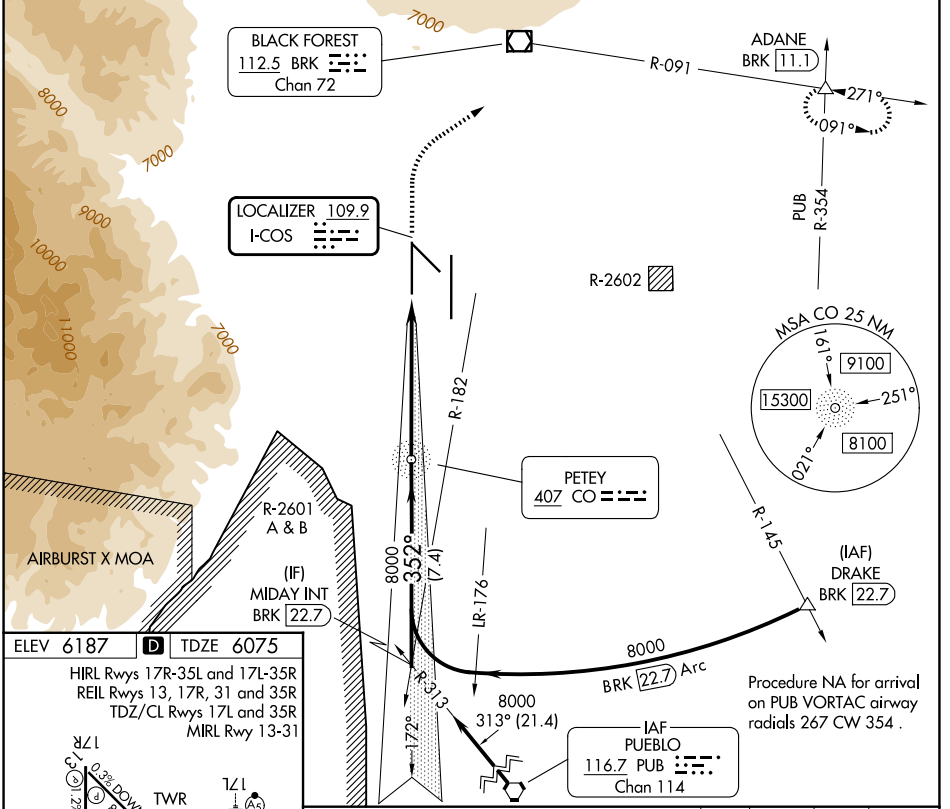 7000
BLACK FOREST
112.5 BRK
Chan 72
ADANE
BRK 11.1
R-091
271°
091°
8000
7000
PUB
R-354
LOCALIZER 109.9
I-COS
9000
10000
11000
7000
R-2602
MSA CO 25 NM
191°
9100
15300
251°
8100
021°
R-182
PETEY
407 CO
R-2601
A & B
AIRBURST X MOA
8000
352°
(7.4)
R-145
(IAF)
DRAKE
BRK 22.7
(IF)
MIDAY INT
BRK 22.7
LR-176
8000
BRK 22.7 Arc
R-313
8000
313° (21.4)
172°
Procedure NA for arrival
on PUB VORTAC airway
radials 267 CW 354 .
IAF
PUEBLO
116.7 PUB
Chan 114
ELEV 6187 D TDZE 6075
HIRL Rwys 17R-35L and 17L-35R
REIL Rwys 13, 17R, 31 and 35R
TDZ/CL Rwys 17L and 35R
MIRL Rwy 13-31
17R
13
0.3% DOW
P
P
TWR
17L
A5